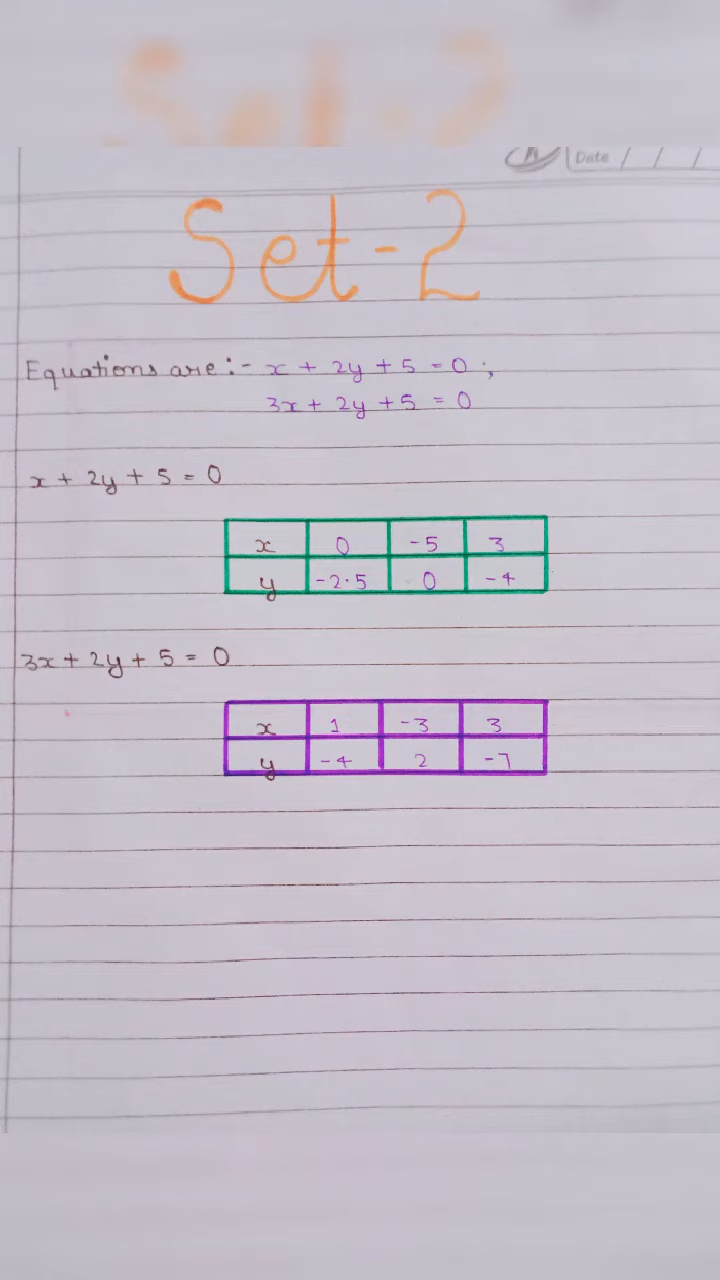 Date / / /
Set-2
Equations are:- x + 2y + 5 = 0 ;
3x + 2y + 5 = 0
x + 2y + 5 = 0
x 0 -5 3
y -2.5 0 -4
3x + 2y + 5 = 0
x 1 -3 3
y -4 2 -7